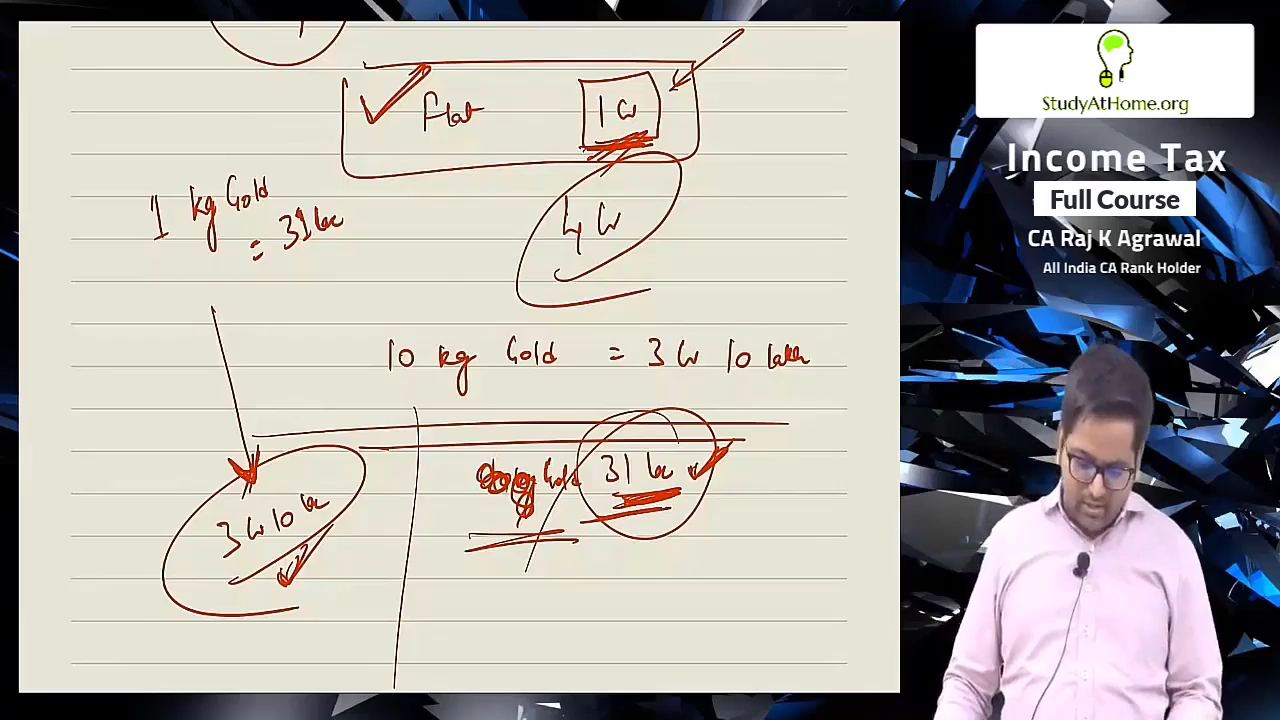 Flat 1 Cr
1 kg Gold
= 31 lac
4 Cr
10 kg Gold = 3 Cr 10 lakh
3 Cr 10 lac
Gold 31 lac
StudyAtHome.org
Income Tax
Full Course
CA Raj K Agrawal
All India CA Rank Holder